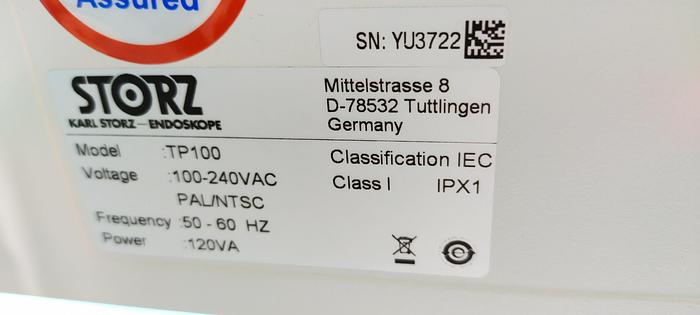 Assured
SN: YU3722
STORZ
KARL STORZ — ENDOSKOPE
Mittelstrasse 8
D-78532 Tuttlingen
Germany
Model :TP100
Voltage :100-240VAC
PAL/NTSC
Frequency :50 - 60 HZ
Power :120VA
Classification IEC
Class I IPX1